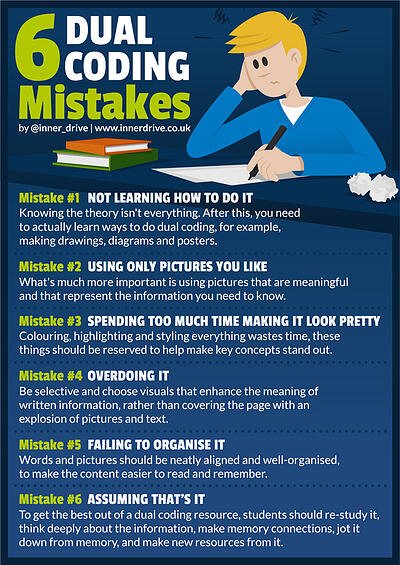 6 DUAL
CODING
Mistakes
by @inner_drive | www.innerdrive.co.uk
Mistake #1 NOT LEARNING HOW TO DO IT
Knowing the theory isn't everything. After this, you need
to actually learn ways to do dual coding, for example,
making drawings, diagrams and posters.
Mistake #2 USING ONLY PICTURES YOU LIKE
What's much more important is using pictures that are meaningful
and that represent the information you need to know.
Mistake #3 SPENDING TOO MUCH TIME MAKING IT LOOK PRETTY
Colouring, highlighting and styling everything wastes time, these
things should be reserved to help make key concepts stand out.
Mistake #4 OVERDOING IT
Be selective and choose visuals that enhance the meaning of
written information, rather than covering the page with an
explosion of pictures and text.
Mistake #5 FAILING TO ORGANISE IT
Words and pictures should be neatly aligned and well-organised,
to make the content easier to read and remember.
Mistake #6 ASSUMING THAT'S IT
To get the best out of a dual coding resource, students should re-study it,
think deeply about the information, make memory connections, jot it
down from memory, and make new resources from it.